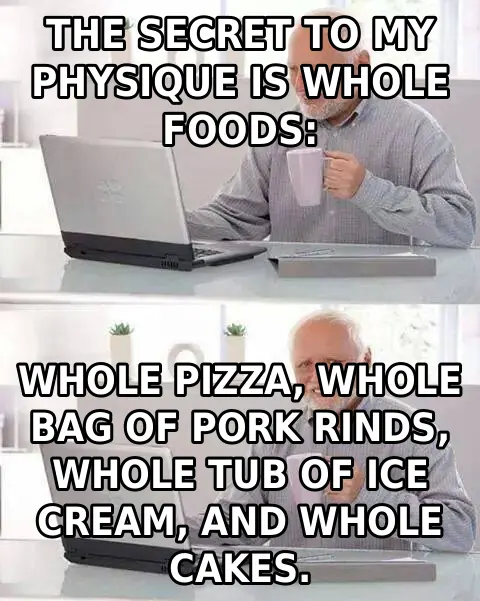 THE SECRET TO MY
PHYSIQUE IS WHOLE
FOODS:
WHOLE PIZZA, WHOLE
BAG OF PORK RINDS,
WHOLE TUB OF ICE
CREAM, AND WHOLE
CAKES.